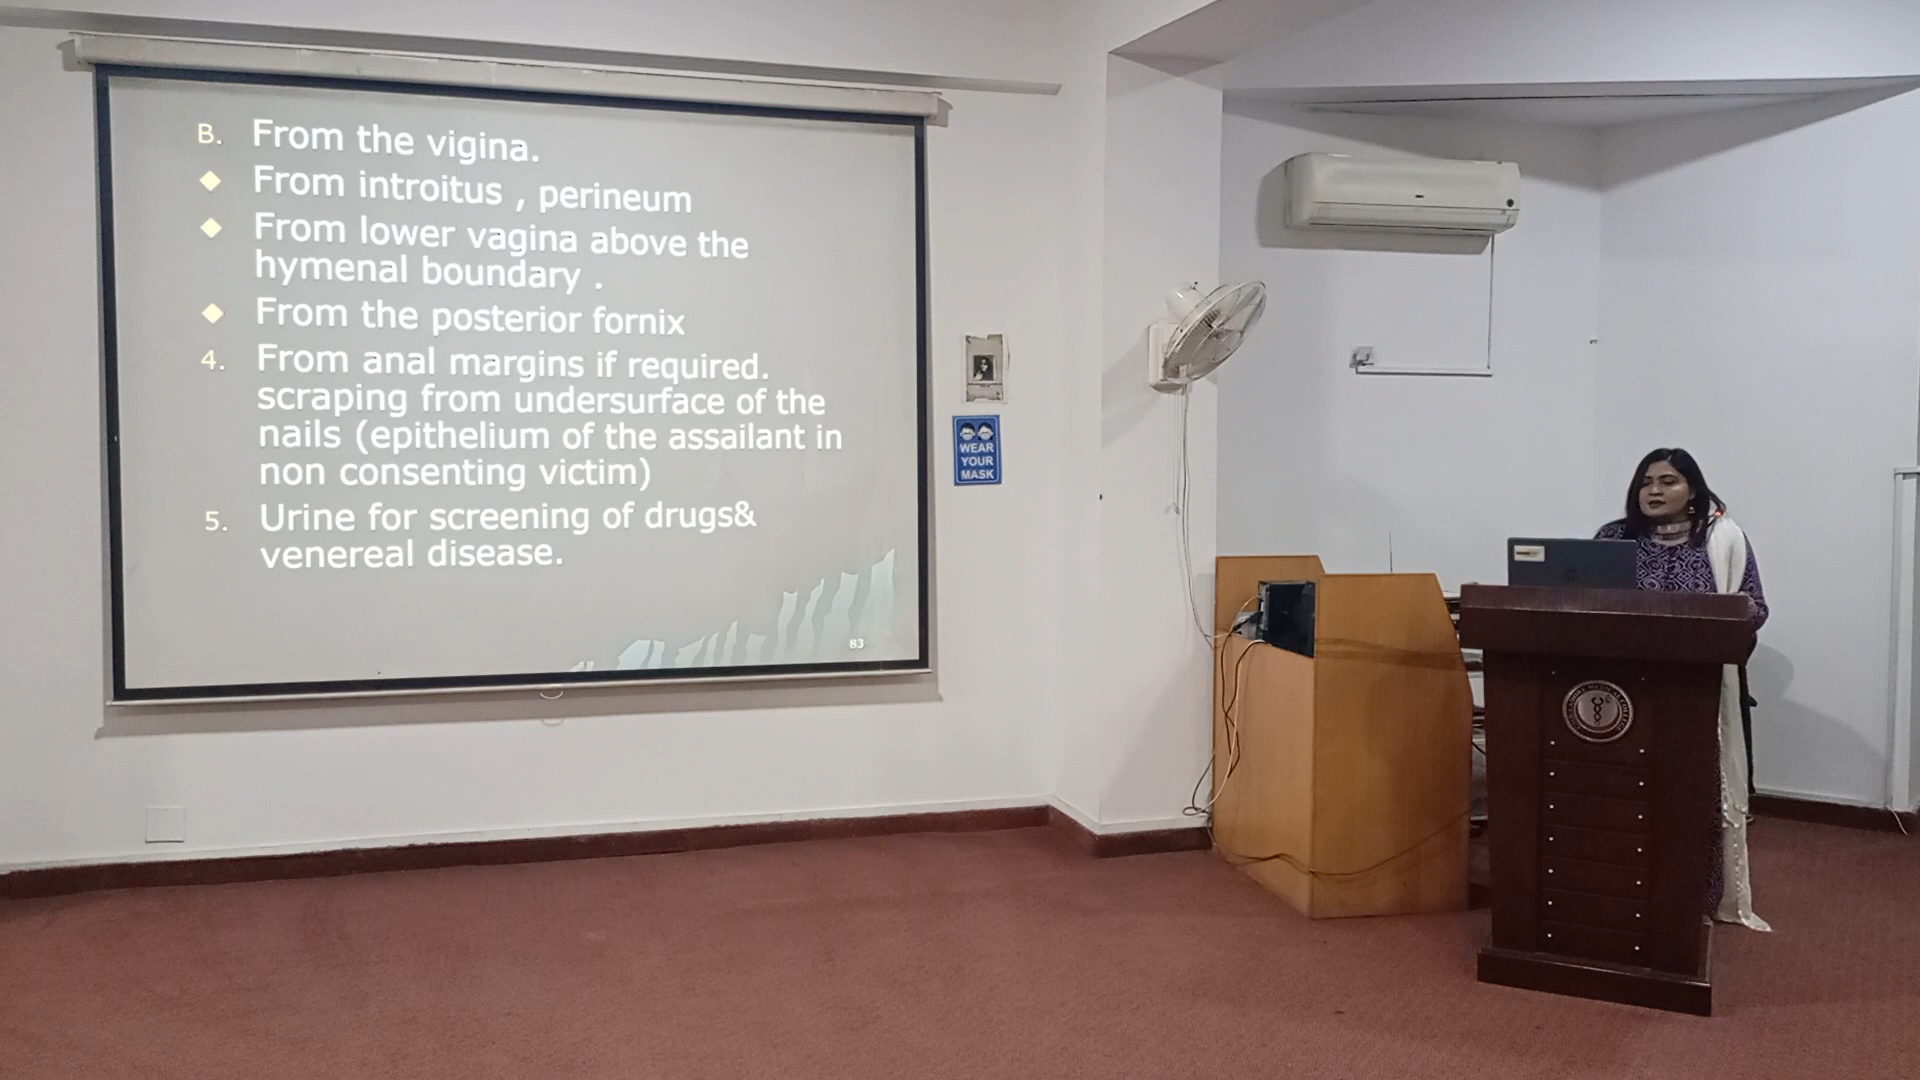 B. From the vigina.
From introitus , perineum
From lower vagina above the
hymenal boundary .
From the posterior fornix
4. From anal margins if required.
scraping from undersurface of the
nails (epithelium of the assailant in
non consenting victim)
5. Urine for screening of drugs&
venereal disease.
83
WEAR
YOUR
MASK